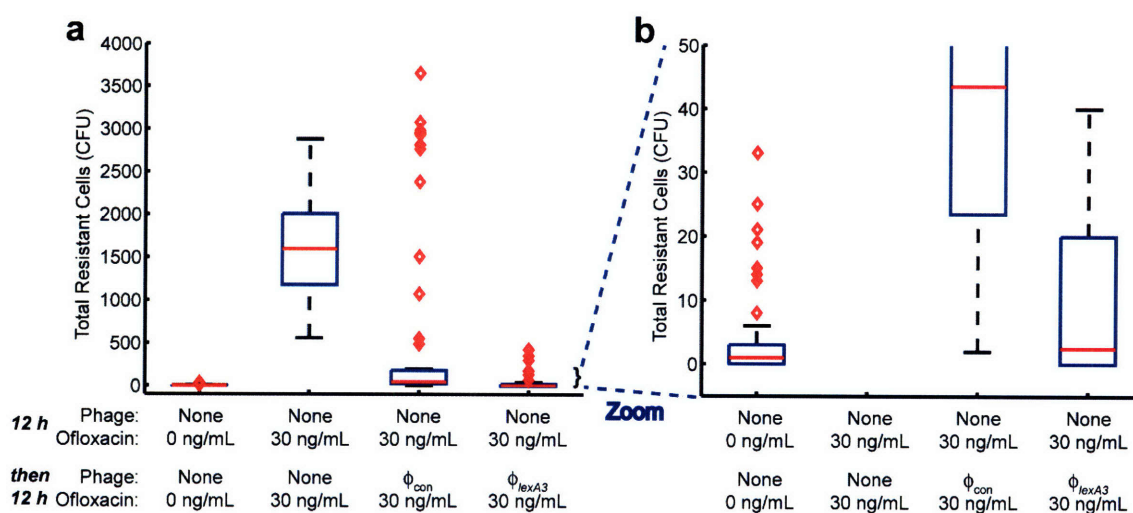 a
b
Total Resistant Cells (CFU)
4000
3500
3000
2500
2000
1500
1000
500
0
}
Zoom
Total Resistant Cells (CFU)
50
40
30
20
10
0
12 h
Phage: None None None None
Ofloxacin: 0 ng/mL 30 ng/mL 30 ng/mL 30 ng/mL
then
12 h
Phage: None None ϕcon ϕlexA3
Ofloxacin: 0 ng/mL 30 ng/mL 30 ng/mL 30 ng/mL
None None None None
0 ng/mL 30 ng/mL 30 ng/mL 30 ng/mL
None None ϕcon ϕlexA3
0 ng/mL 30 ng/mL 30 ng/mL 30 ng/mL